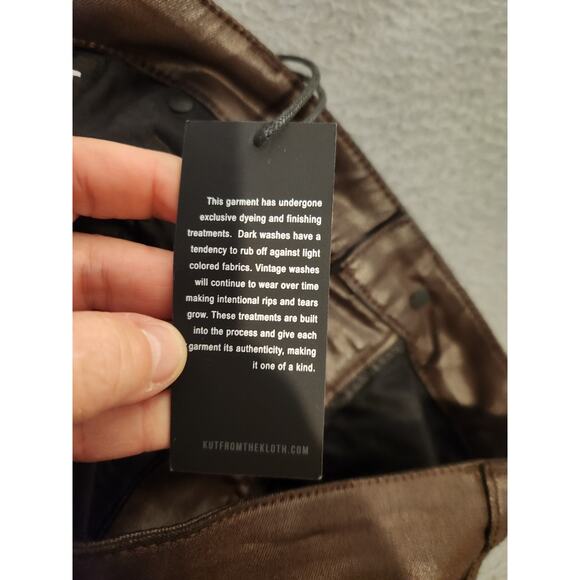 This garment has undergone
exclusive dyeing and finishing
treatments. Dark washes have a
tendency to rub off against light
colored fabrics. Vintage washes
will continue to wear over time
making intentional rips and tears
grow. These treatments are built
into the process and give each
garment its authenticity, making
it one of a kind.
KUTFROMTHEKLOTH.COM